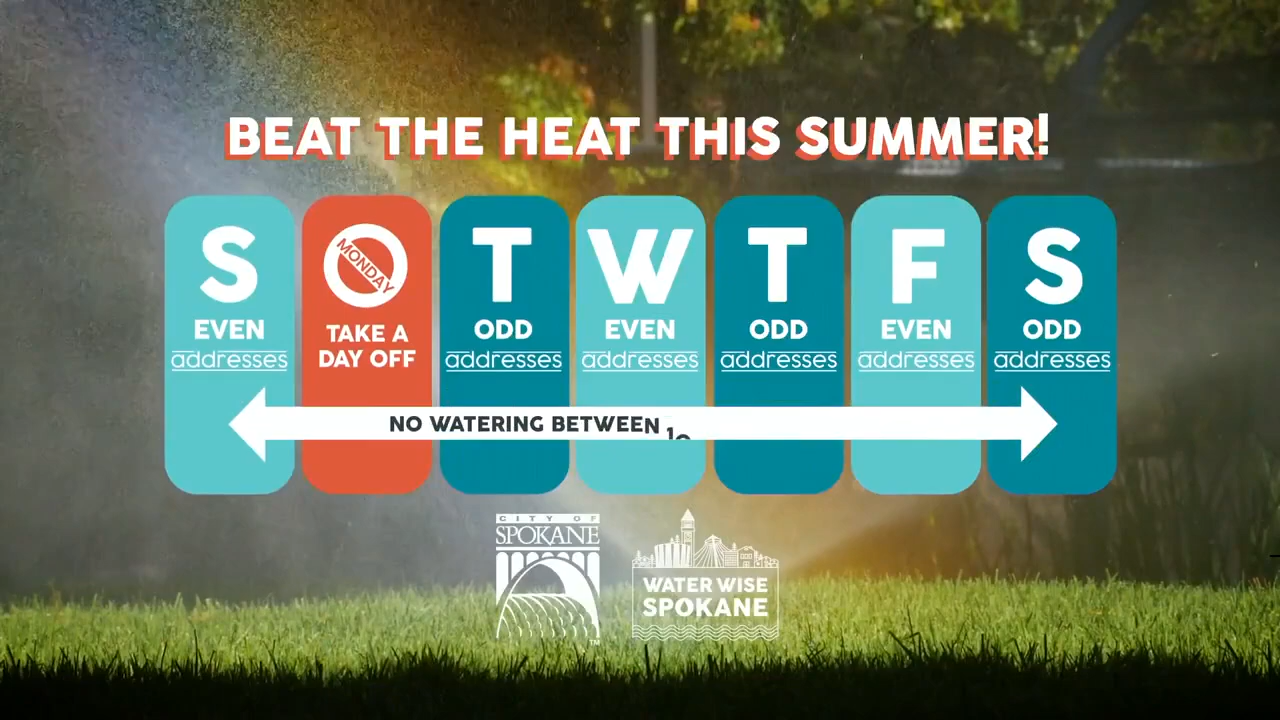 BEAT THE HEAT THIS SUMMER!
S
EVEN
addresses
MONDAY
TAKE A
DAY OFF
T
ODD
addresses
W
EVEN
addresses
T
ODD
addresses
F
EVEN
addresses
S
ODD
addresses
NO WATERING BETWEEN
CITY OF
SPOKANE
TM
WATER WISE
SPOKANE